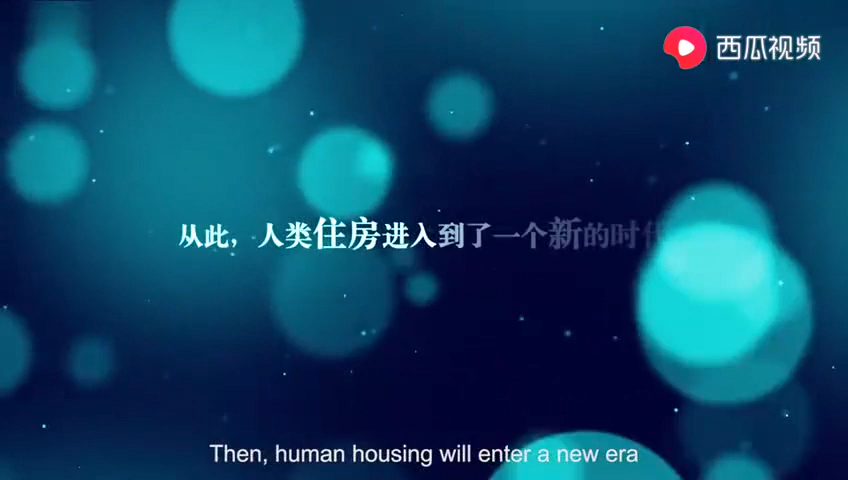 西瓜视频
从此，人类住房进入到了一个新的时代
Then, human housing will enter a new era